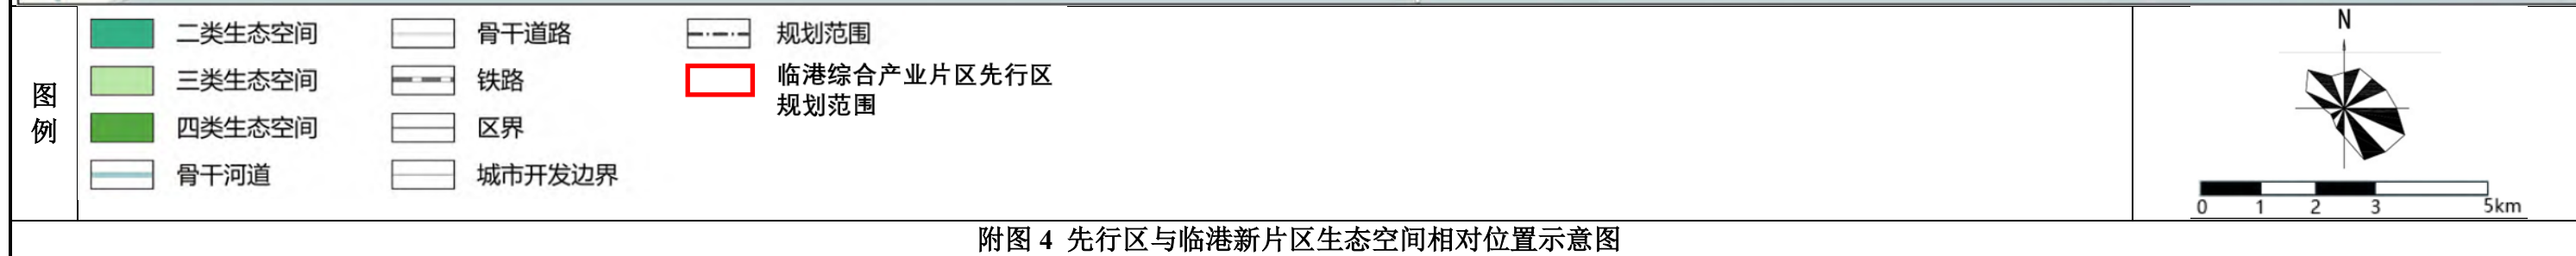 图例
二类生态空间
三类生态空间
四类生态空间
骨干河道
骨干道路
铁路
区界
城市开发边界
规划范围
临港综合产业片区先行区
规划范围
N
0 1 2 3 5km
附图 4 先行区与临港新片区生态空间相对位置示意图